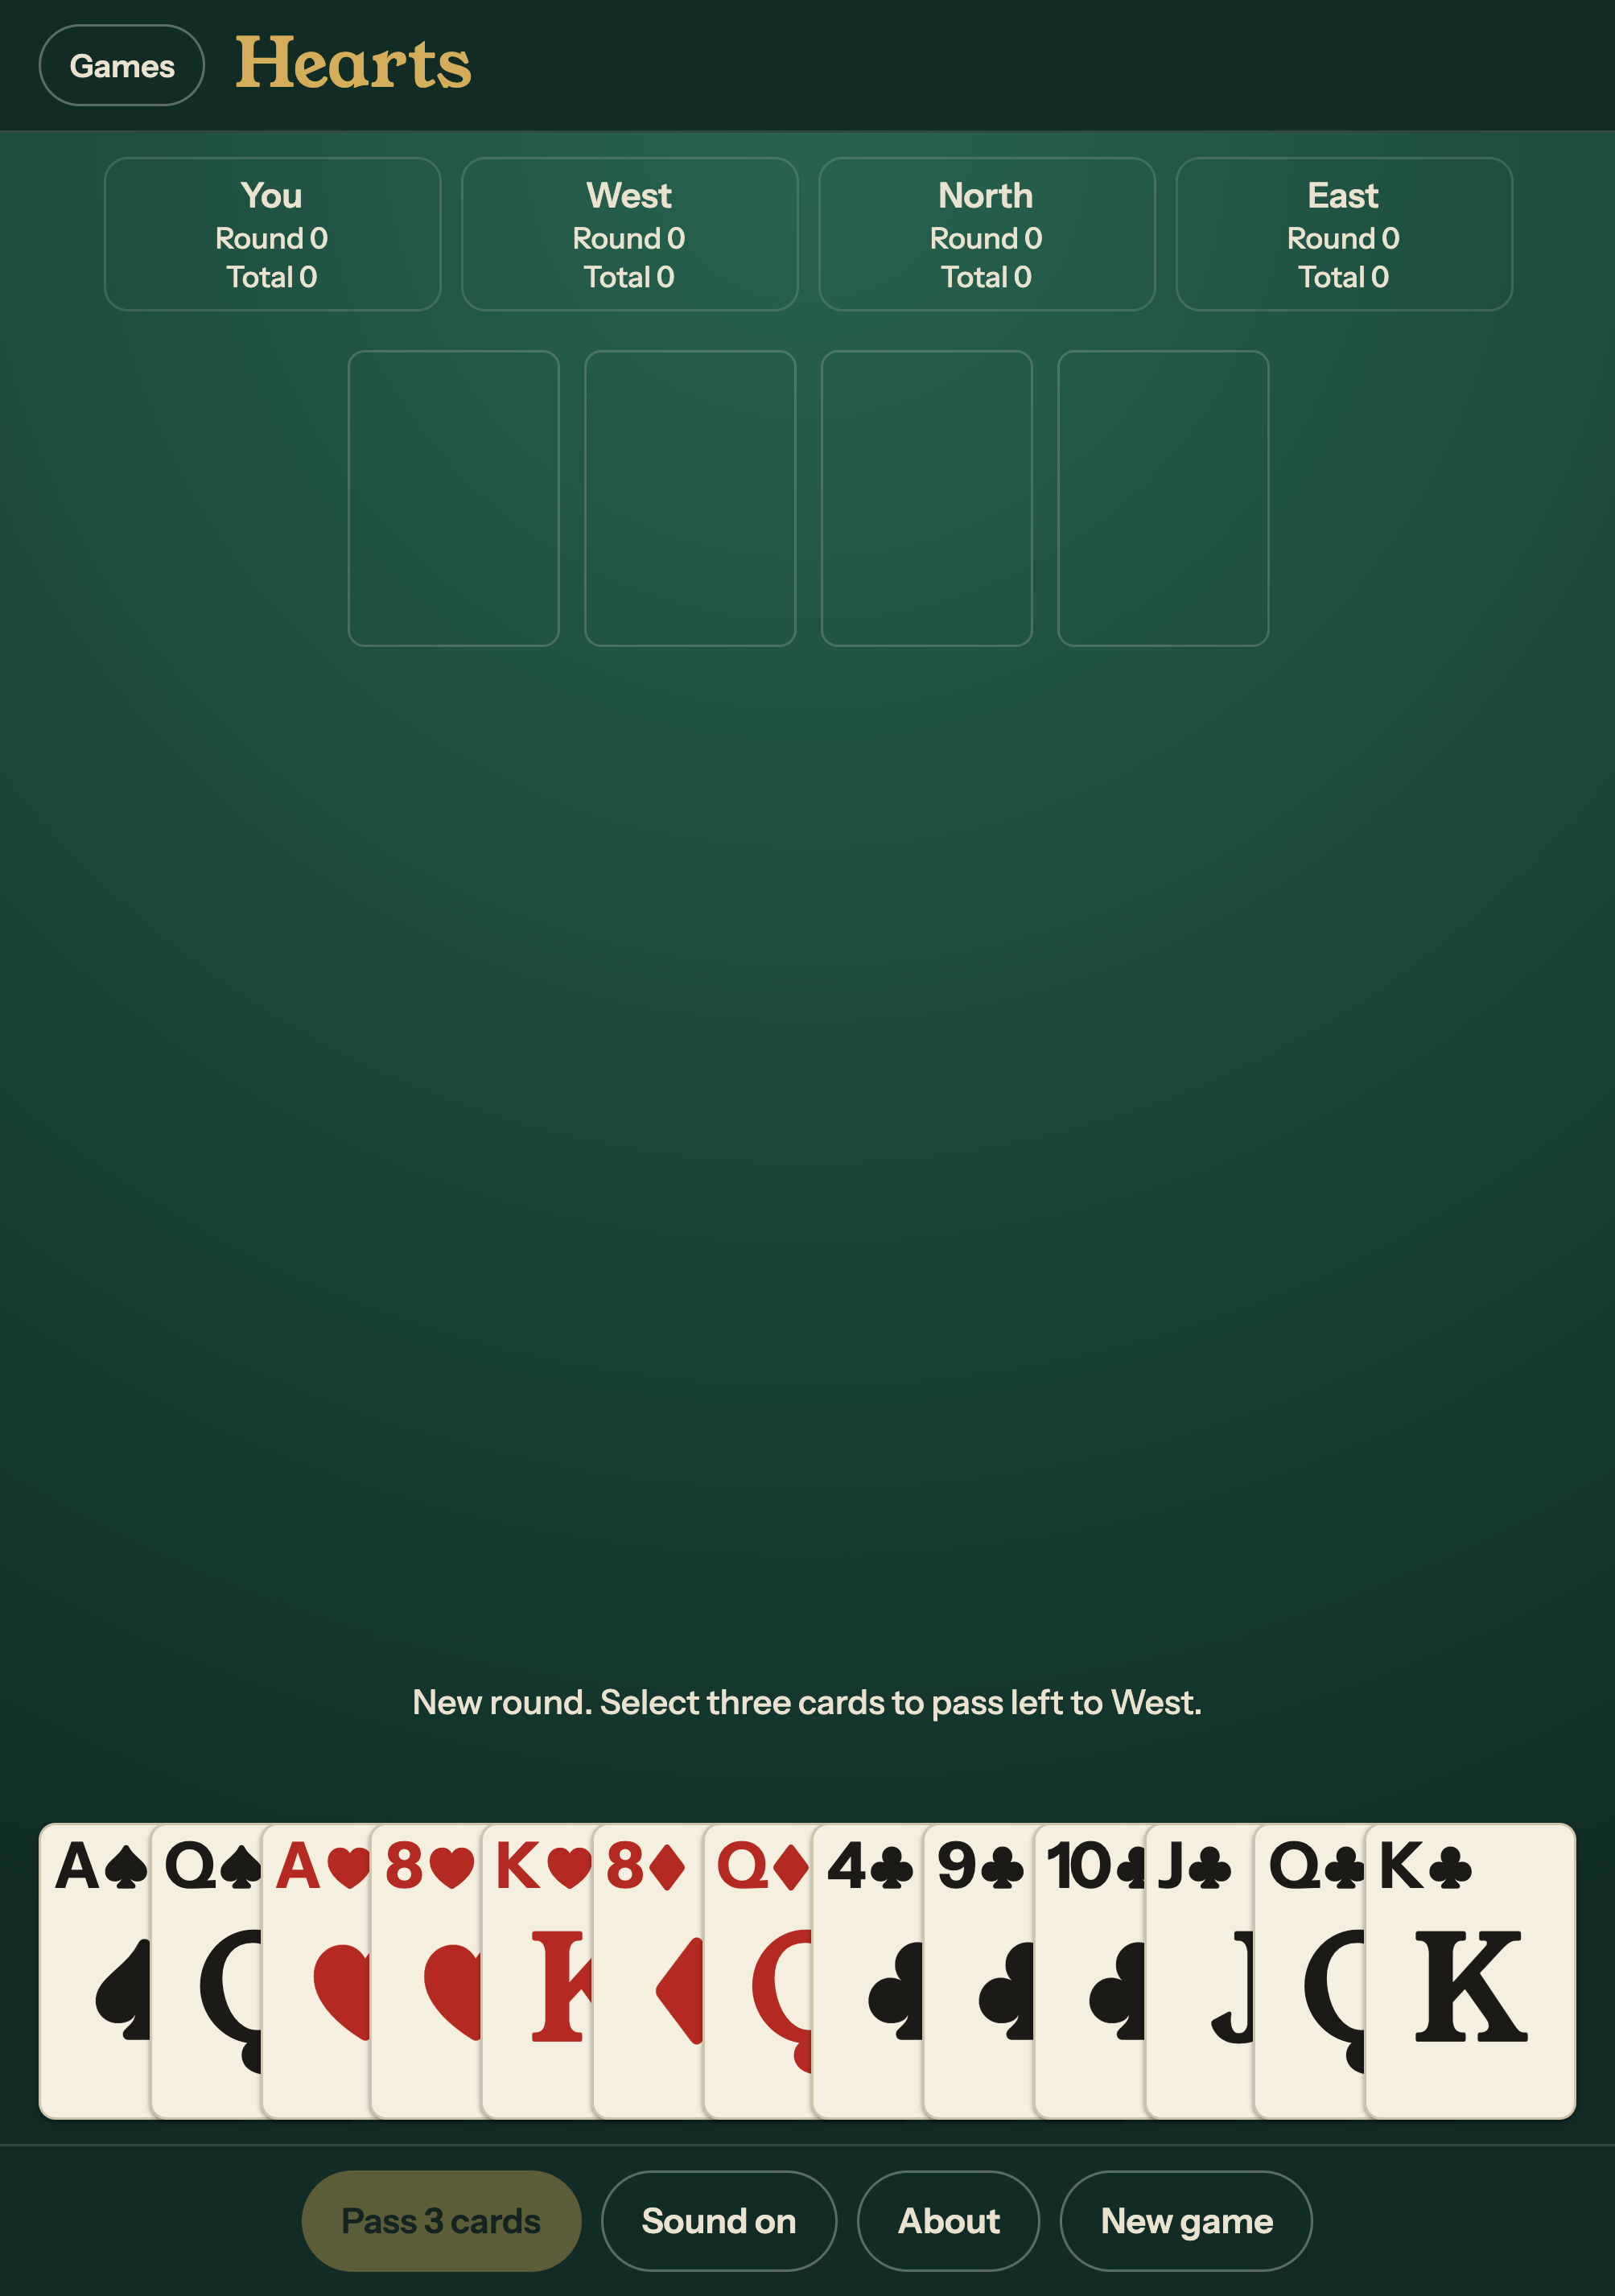 Games Hearts
You West North East
Round 0 Round 0 Round 0 Round 0
Total 0 Total 0 Total 0 Total 0
New round. Select three cards to pass left to West.
A♠ Q♠ A♥ 8♥ K♥ 8♦ Q♦ 4♣ 9♣ 10♣ J♣ Q♣ K♣
Q K Q J Q K
Pass 3 cards Sound on About New game